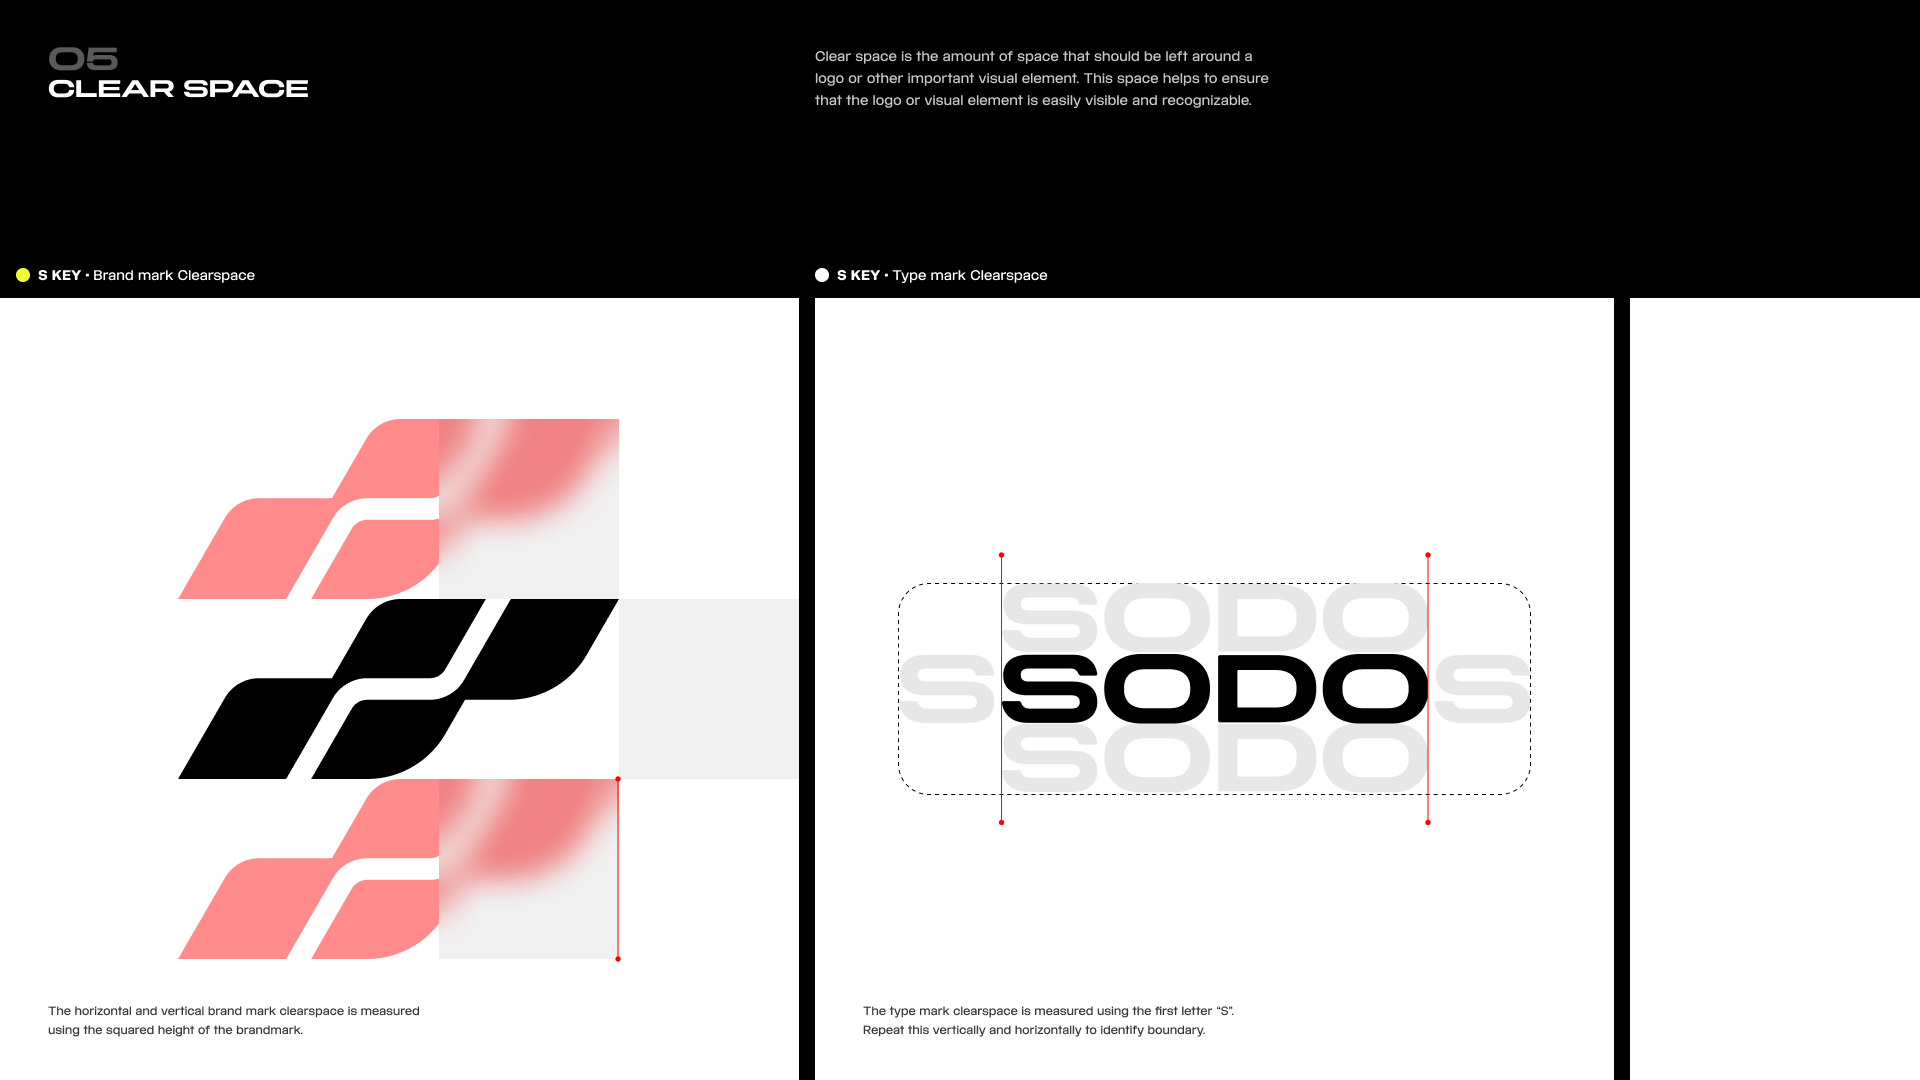 05
CLEAR SPACE
Clear space is the amount of space that should be left around a
logo or other important visual element. This space helps to ensure
that the logo or visual element is easily visible and recognizable.
S KEY • Brand mark Clearspace
S KEY • Type mark Clearspace
SODO
S SODO S
SODO
The horizontal and vertical brand mark clearspace is measured
using the squared height of the brandmark.
The type mark clearspace is measured using the first letter “S”.
Repeat this vertically and horizontally to identify boundary.